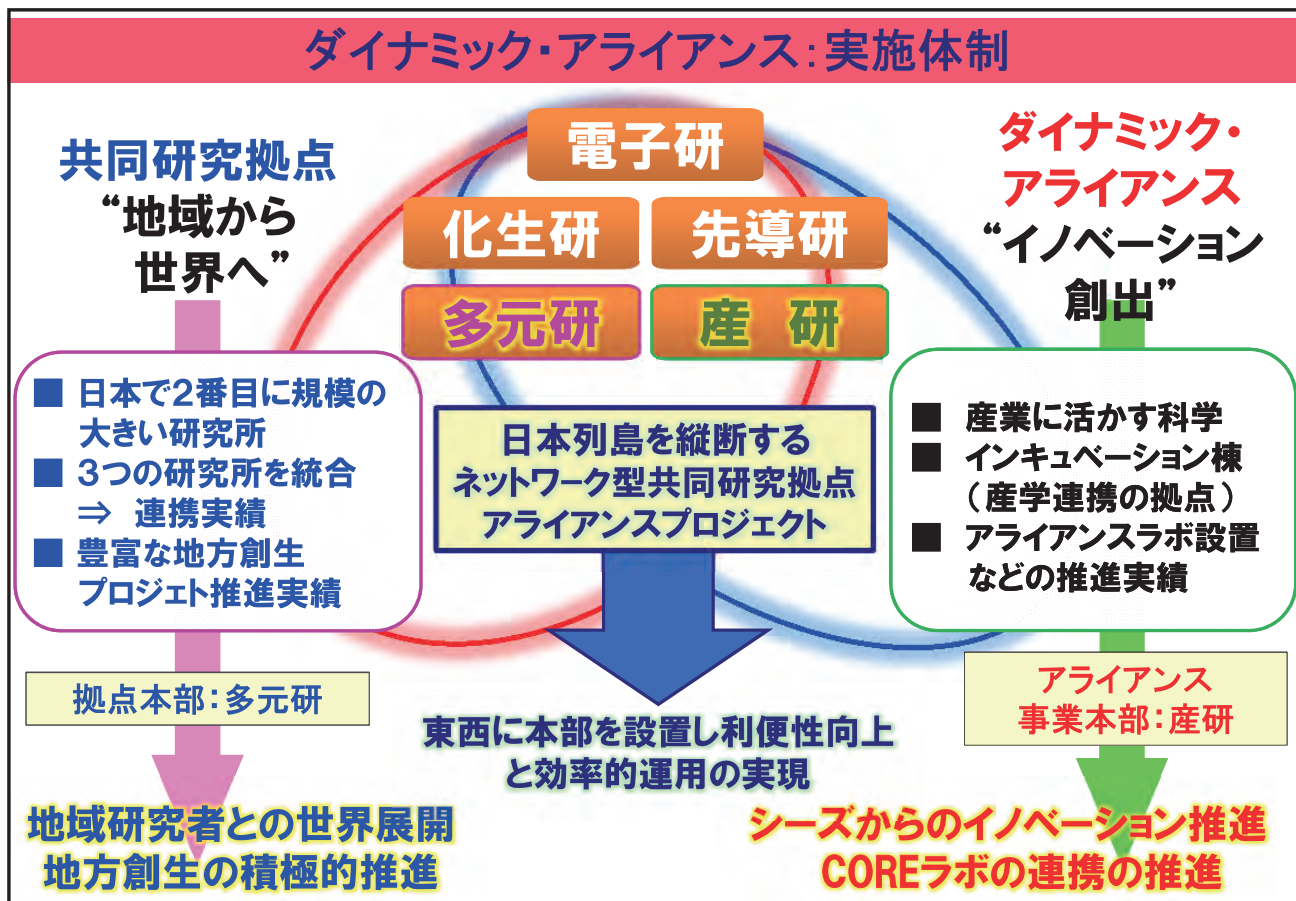 ダイナミック・アライアンス：実施体制
共同研究拠点
“地域から
世界へ”
■ 日本で２番目に規模の
大きい研究所
■ ３つの研究所を統合
⇒ 連携実績
■ 豊富な地方創生
プロジェト推進実績
拠点本部：多元研
地域研究者との世界展開
地方創生の積極的推進
電子研
化生研
先導研
多元研
産 研
日本列島を縦断する
ネットワーク型共同研究拠点
アライアンスプロジェクト
東西に本部を設置し利便性向上
と効率的運用の実現
ダイナミック・
アライアンス
“イノベーション
創出”
■ 産業に活かす科学
■ インキュベーション棟
（産学連携の拠点）
■ アライアンスラボ設置
などの推進実績
アライアンス
事業本部：産研
シーズからのイノベーション推進
COREラボの連携の推進